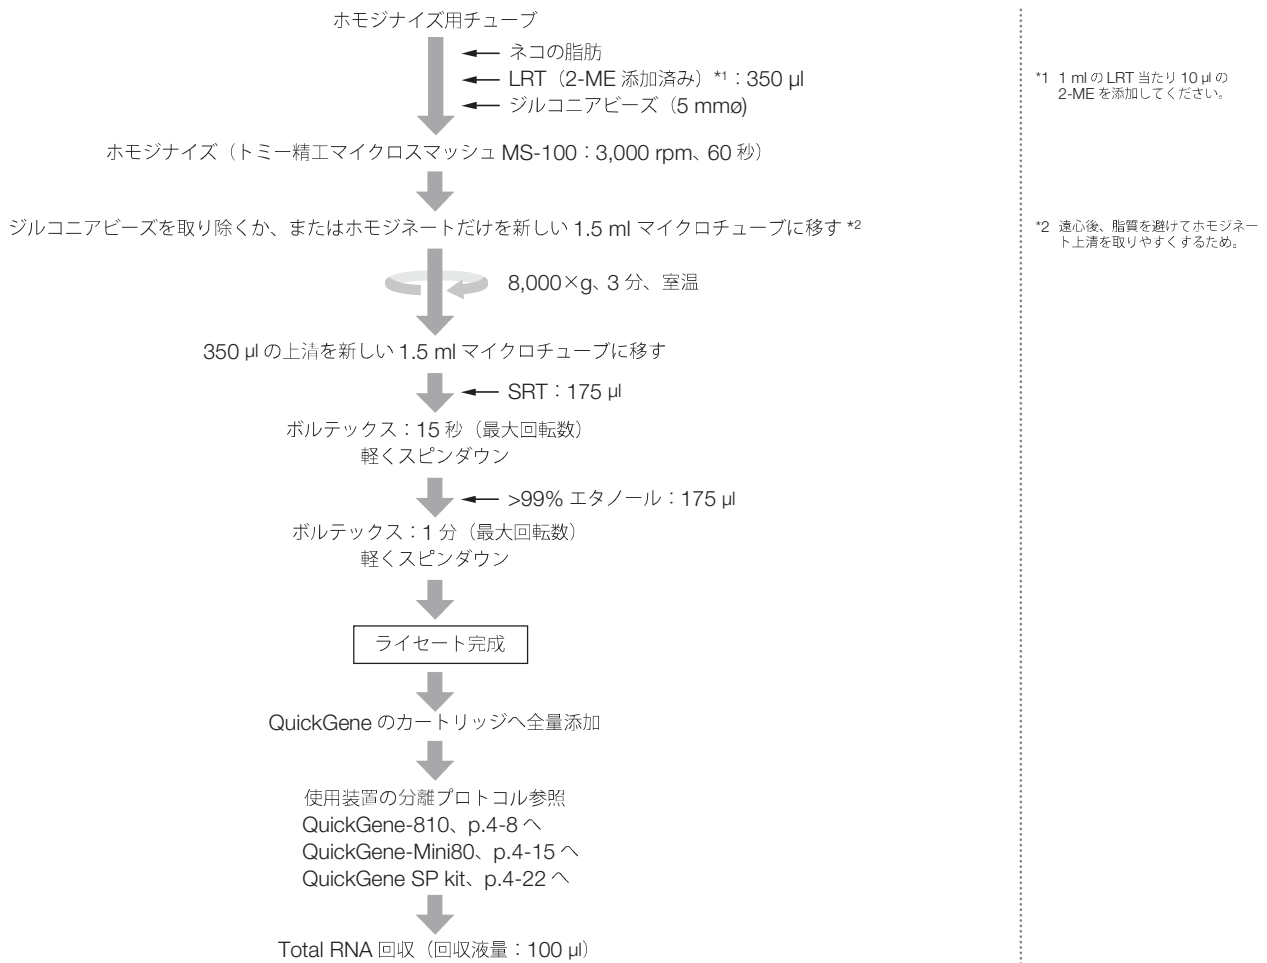 ホモジナイズ用チューブ
ネコの脂肪
LRT（2-ME 添加済み）*1：350 µl
ジルコニアビーズ（5 mmø)
*1 1 ml の LRT 当たり 10 µl の
2-ME を添加してください。
ホモジナイズ（トミー精工マイクロスマッシュ MS-100：3,000 rpm、60 秒）
ジルコニアビーズを取り除くか、またはホモジネートだけを新しい 1.5 ml マイクロチューブに移す *2
*2 遠心後、脂質を避けてホモジネー
ト上清を取りやすくするため。
8,000×g、3 分、室温
350 µl の上清を新しい 1.5 ml マイクロチューブに移す
SRT：175 µl
ボルテックス：15 秒（最大回転数）
軽くスピンダウン
>99% エタノール：175 µl
ボルテックス：1 分（最大回転数）
軽くスピンダウン
ライセート完成
QuickGene のカートリッジへ全量添加
使用装置の分離プロトコル参照
QuickGene-810、p.4-8 へ
QuickGene-Mini80、p.4-15 へ
QuickGene SP kit、p.4-22 へ
Total RNA 回収（回収液量：100 µl）